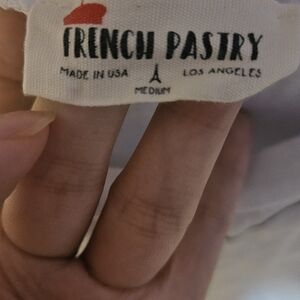 FRENCH PASTRY
MADE IN USA LOS ANGELES
MEDIUM